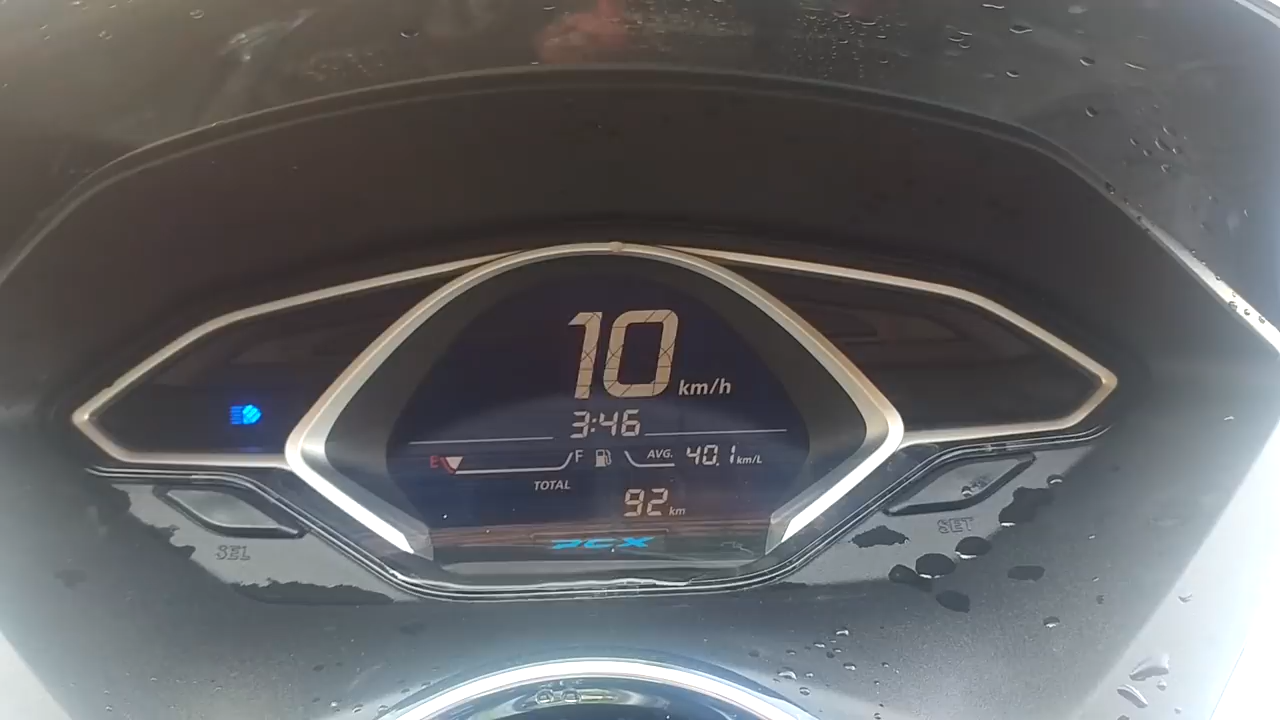 10 km/h
3:46
E F AVG. 40.1 km/L
TOTAL
92 km
PCX
SEL
SET